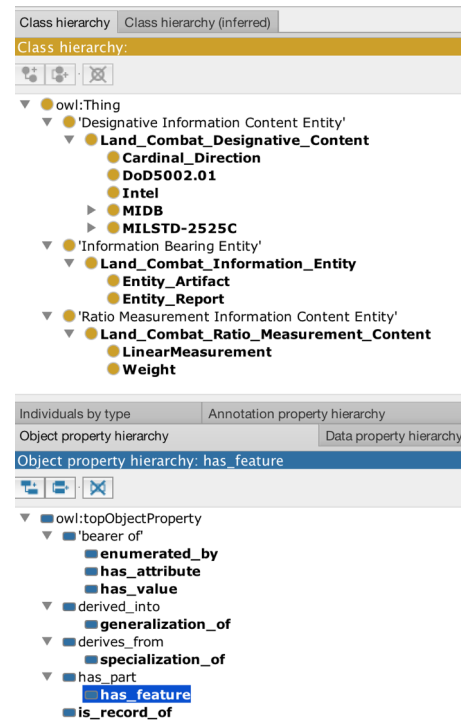 Class hierarchy Class hierarchy (inferred)
Class hierarchy:
owl:Thing
'Designative Information Content Entity'
Land_Combat_Designative_Content
Cardinal_Direction
DoD5002.01
Intel
MIDB
MILSTD-2525C
'Information Bearing Entity'
Land_Combat_Information_Entity
Entity_Artifact
Entity_Report
'Ratio Measurement Information Content Entity'
Land_Combat_Ratio_Measurement_Content
LinearMeasurement
Weight
Individuals by type Annotation property hierarchy
Object property hierarchy Data property hierarchy
Object property hierarchy: has_feature
owl:topObjectProperty
'bearer of'
enumerated_by
has_attribute
has_value
derived_into
generalization_of
derives_from
specialization_of
has_part
has_feature
is_record_of